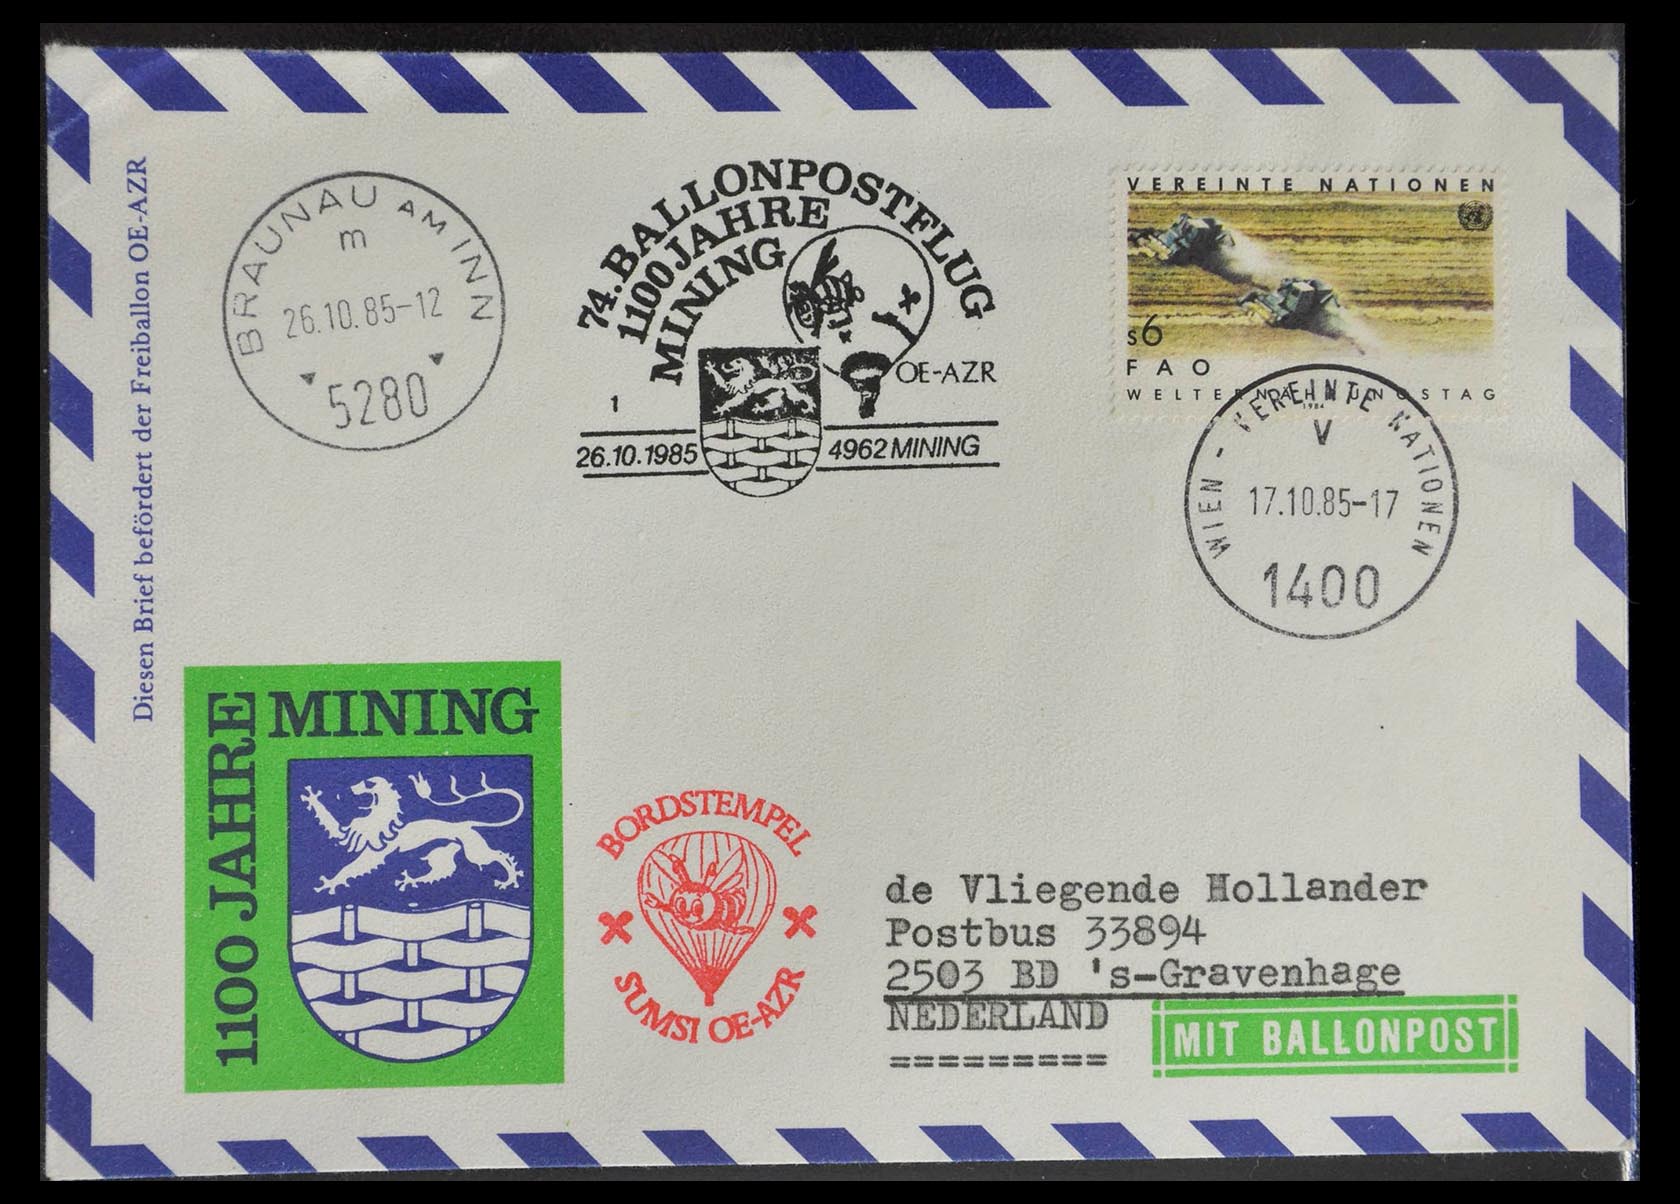 Diesen Brief befördert der Freiballon OE-AZR
BRAUNAU AM INN
m
26.10.85-12
5280
74. BALLONPOSTFLUG
1100 JAHRE
MINING
OE-AZR
1
26.10.1985
4962 MINING
VEREINTE NATIONEN
s6
FAO
WELTERNÄHRUNGSTAG
1984
WIEN - VEREINTE NATIONEN
V
17.10.85-17
1400
1100 JAHRE
MINING
BORDSTEMPEL
SUMSI OE-AZR
de Vliegende Hollander
Postbus 33894
2503 BD 's-Gravenhage
NEDERLAND
=========
MIT BALLONPOST